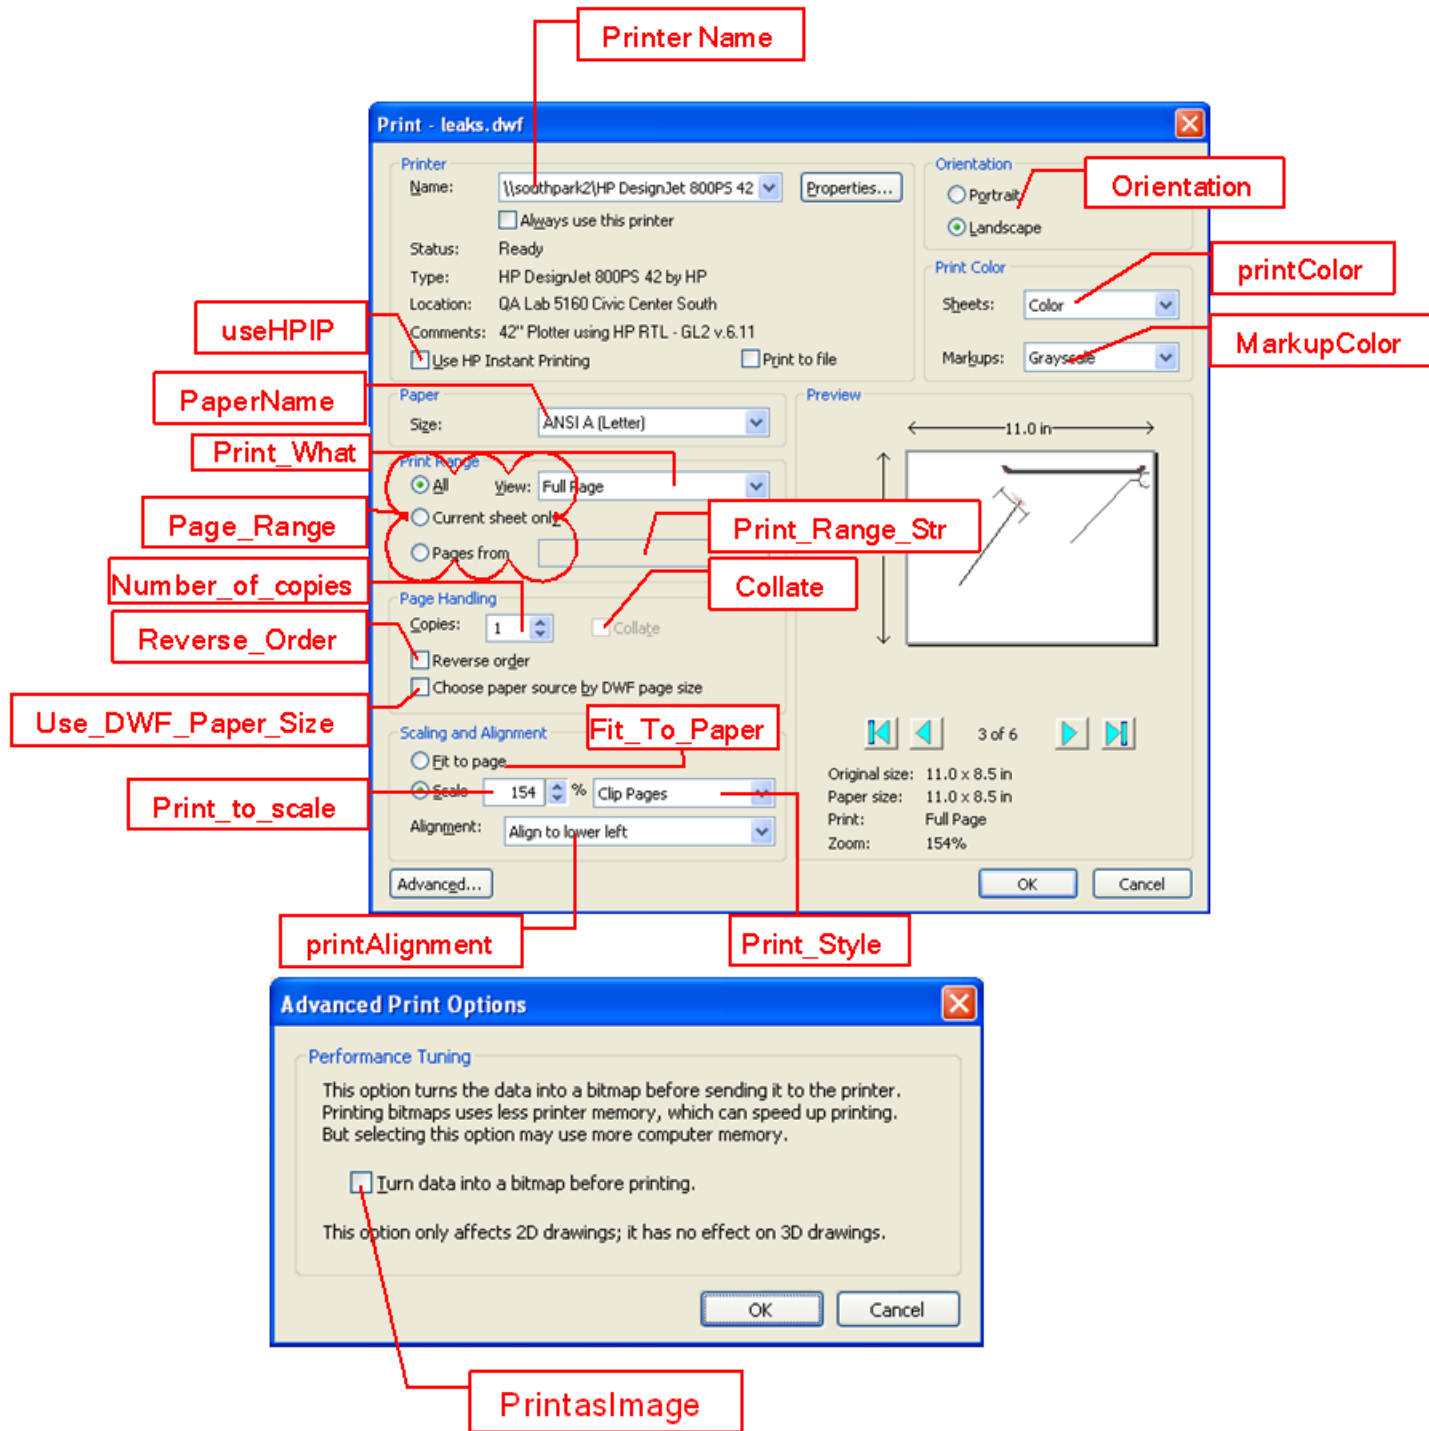 Printer Name
Print - leaks.dwf
Printer
Name: \\southpark2\HP DesignJet 800PS 42 Properties...
Always use this printer
Status: Ready
Type: HP DesignJet 800PS 42 by HP
Location: QA Lab 5160 Civic Center South
Comments: 42" Plotter using HP RTL - GL2 v.6.11
Use HP Instant Printing Print to file
Orientation
Portrait
Landscape
Orientation
Print Color
Sheets: Color
Markups: Grayscale
printColor
MarkupColor
useHPIP
PaperName
Paper
Size: ANSI A (Letter)
Print_What
Print Range
All View: Full Page
Current sheet only
Pages from
Page_Range
Print_Range_Str
Number_of_copies
Collate
Page Handling
Copies: 1 Collate
Reverse order
Choose paper source by DWF page size
Reverse_Order
Use_DWF_Paper_Size
Fit_To_Paper
Scaling and Alignment
Fit to page
Scale 154 % Clip Pages
Alignment: Align to lower left
Print_to_scale
Preview
11.0 in
3 of 6
Original size: 11.0 x 8.5 in
Paper size: 11.0 x 8.5 in
Print: Full Page
Zoom: 154%
Advanced... OK Cancel
printAlignment
Print_Style
Advanced Print Options
Performance Tuning
This option turns the data into a bitmap before sending it to the printer.
Printing bitmaps uses less printer memory, which can speed up printing.
But selecting this option may use more computer memory.
Turn data into a bitmap before printing.
This option only affects 2D drawings; it has no effect on 3D drawings.
OK Cancel
PrintasImage